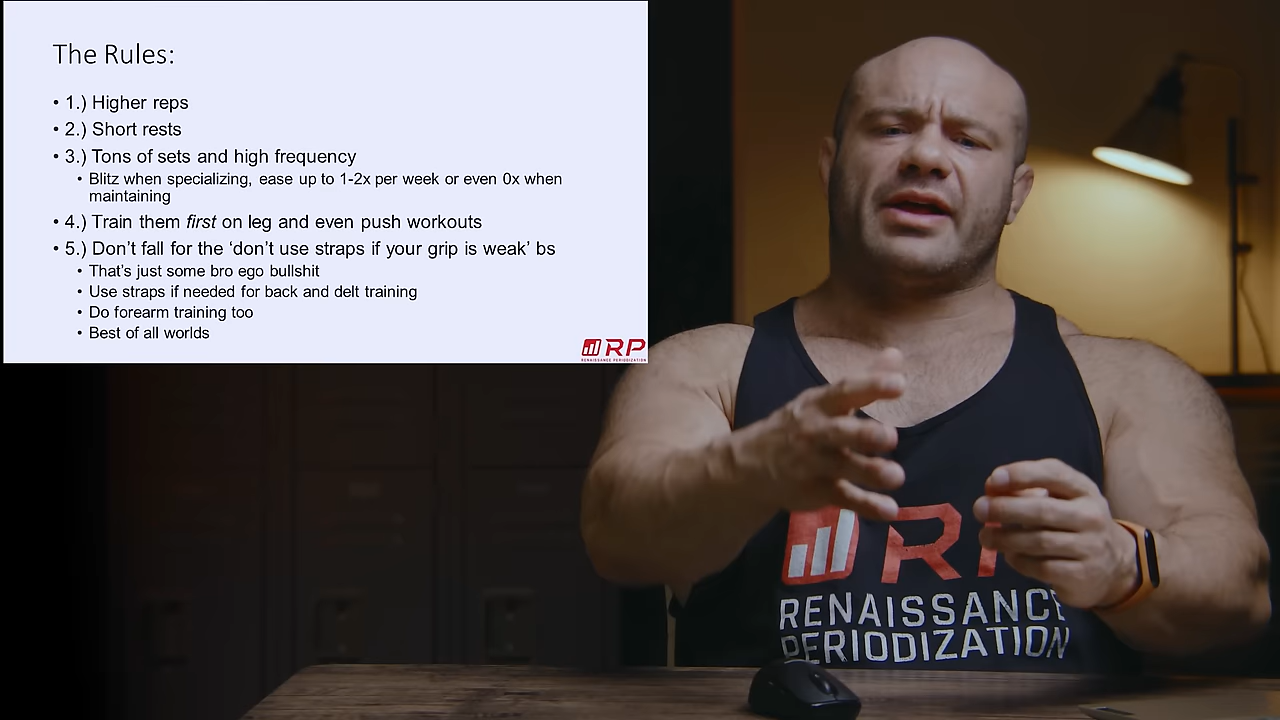 The Rules:
• 1.) Higher reps
• 2.) Short rests
• 3.) Tons of sets and high frequency
• Blitz when specializing, ease up to 1-2x per week or even 0x when
maintaining
• 4.) Train them first on leg and even push workouts
• 5.) Don't fall for the 'don't use straps if your grip is weak' bs
• That's just some bro ego bullshit
• Use straps if needed for back and delt training
• Do forearm training too
• Best of all worlds
RP
RENAISSANCE PERIODIZATION
RP
RENAISSANCE
PERIODIZATION